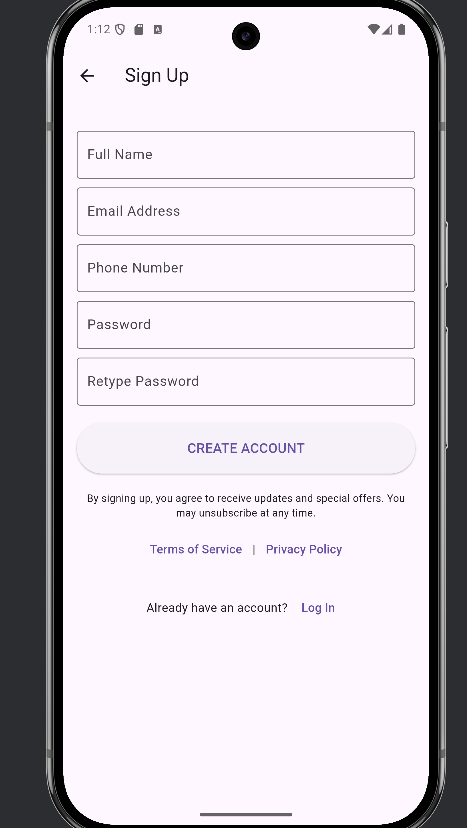 1:12
Sign Up
Full Name
Email Address
Phone Number
Password
Retype Password
CREATE ACCOUNT
By signing up, you agree to receive updates and special offers. You
may unsubscribe at any time.
Terms of Service | Privacy Policy
Already have an account? Log In